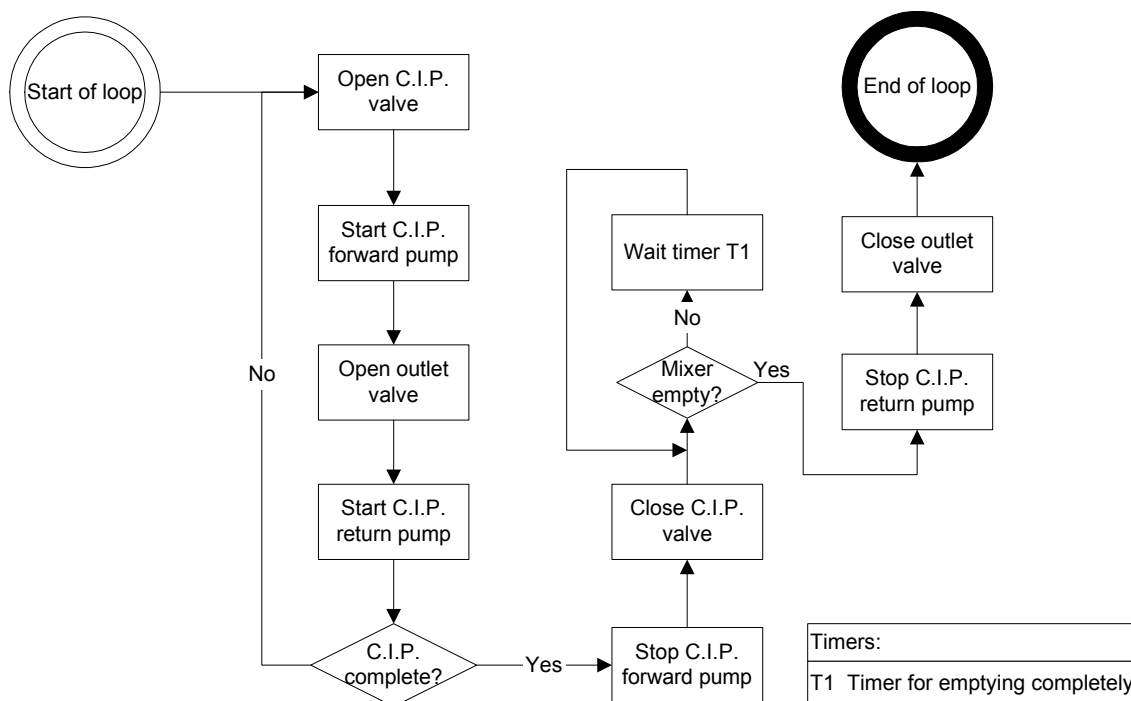 Start of loop
Open C.I.P.
valve
Start C.I.P.
forward pump
Open outlet
valve
Start C.I.P.
return pump
C.I.P.
complete?
No
Yes
Stop C.I.P.
forward pump
Close C.I.P.
valve
Mixer
empty?
No
Wait timer T1
Yes
Stop C.I.P.
return pump
Close outlet
valve
End of loop
Timers:
T1 Timer for emptying completely